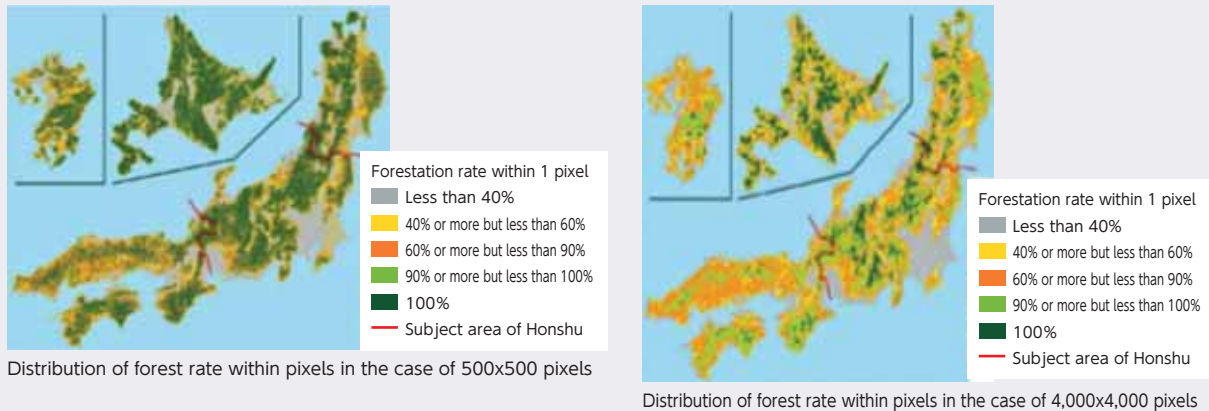 Forestation rate within 1 pixel
Less than 40%
40% or more but less than 60%
60% or more but less than 90%
90% or more but less than 100%
100%
Subject area of Honshu
Distribution of forest rate within pixels in the case of 500x500 pixels
Forestation rate within 1 pixel
Less than 40%
40% or more but less than 60%
60% or more but less than 90%
90% or more but less than 100%
100%
Subject area of Honshu
Distribution of forest rate within pixels in the case of 4,000x4,000 pixels